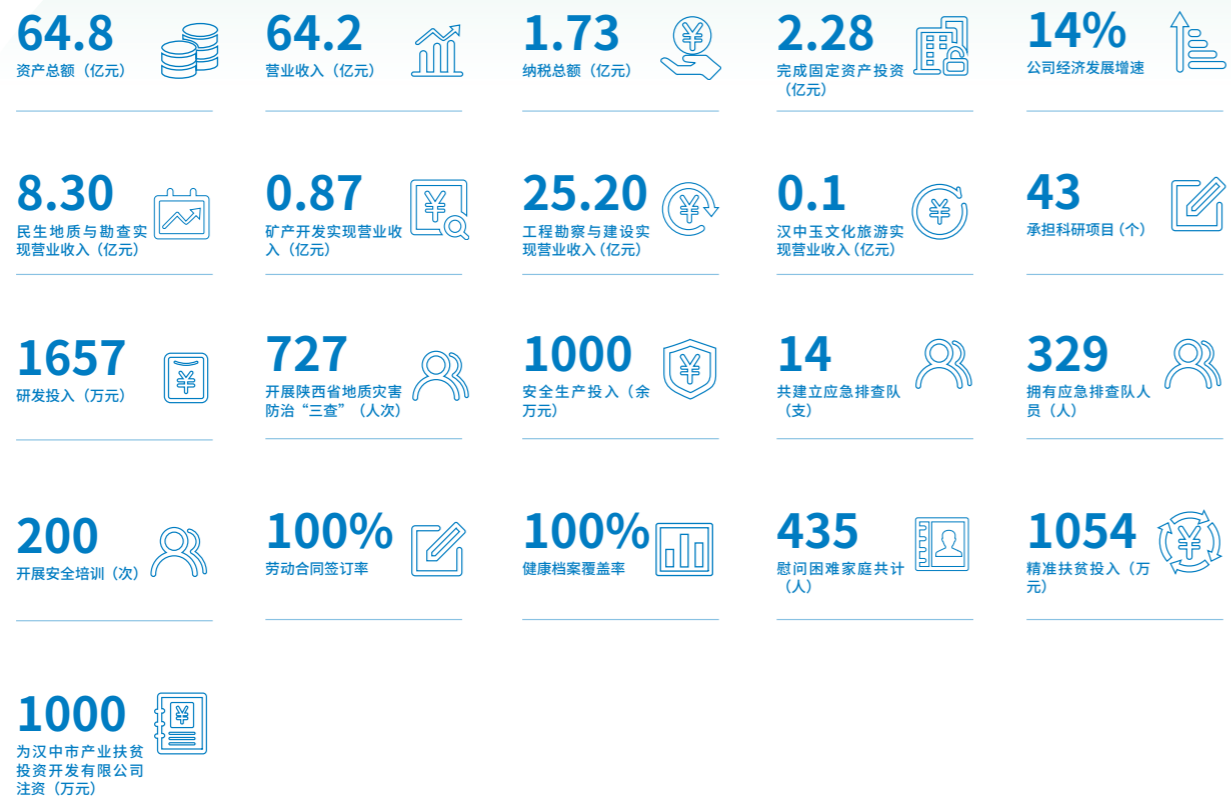 64.8
资产总额（亿元）
64.2
营业收入（亿元）
1.73
纳税总额（亿元）
2.28
完成固定资产投资
（亿元）
14%
公司经济发展增速
8.30
民生地质与勘查实
现营业收入（亿元）
0.87
矿产开发实现营业收
入（亿元）
25.20
工程勘察与建设实
现营业收入（亿元）
0.1
汉中玉文化旅游实
现营业收入（亿元）
43
承担科研项目（个）
1657
研发投入（万元）
727
开展陕西省地质灾害
防治“三查”（人次）
1000
安全生产投入（余
万元）
14
共建立应急排查队
（支）
329
拥有应急排查队人
员（人）
200
开展安全培训（次）
100%
劳动合同签订率
100%
健康档案覆盖率
435
慰问困难家庭共计
（人）
1054
精准扶贫投入（万
元）
1000
为汉中市产业扶贫
投资开发有限公司
注资（万元）